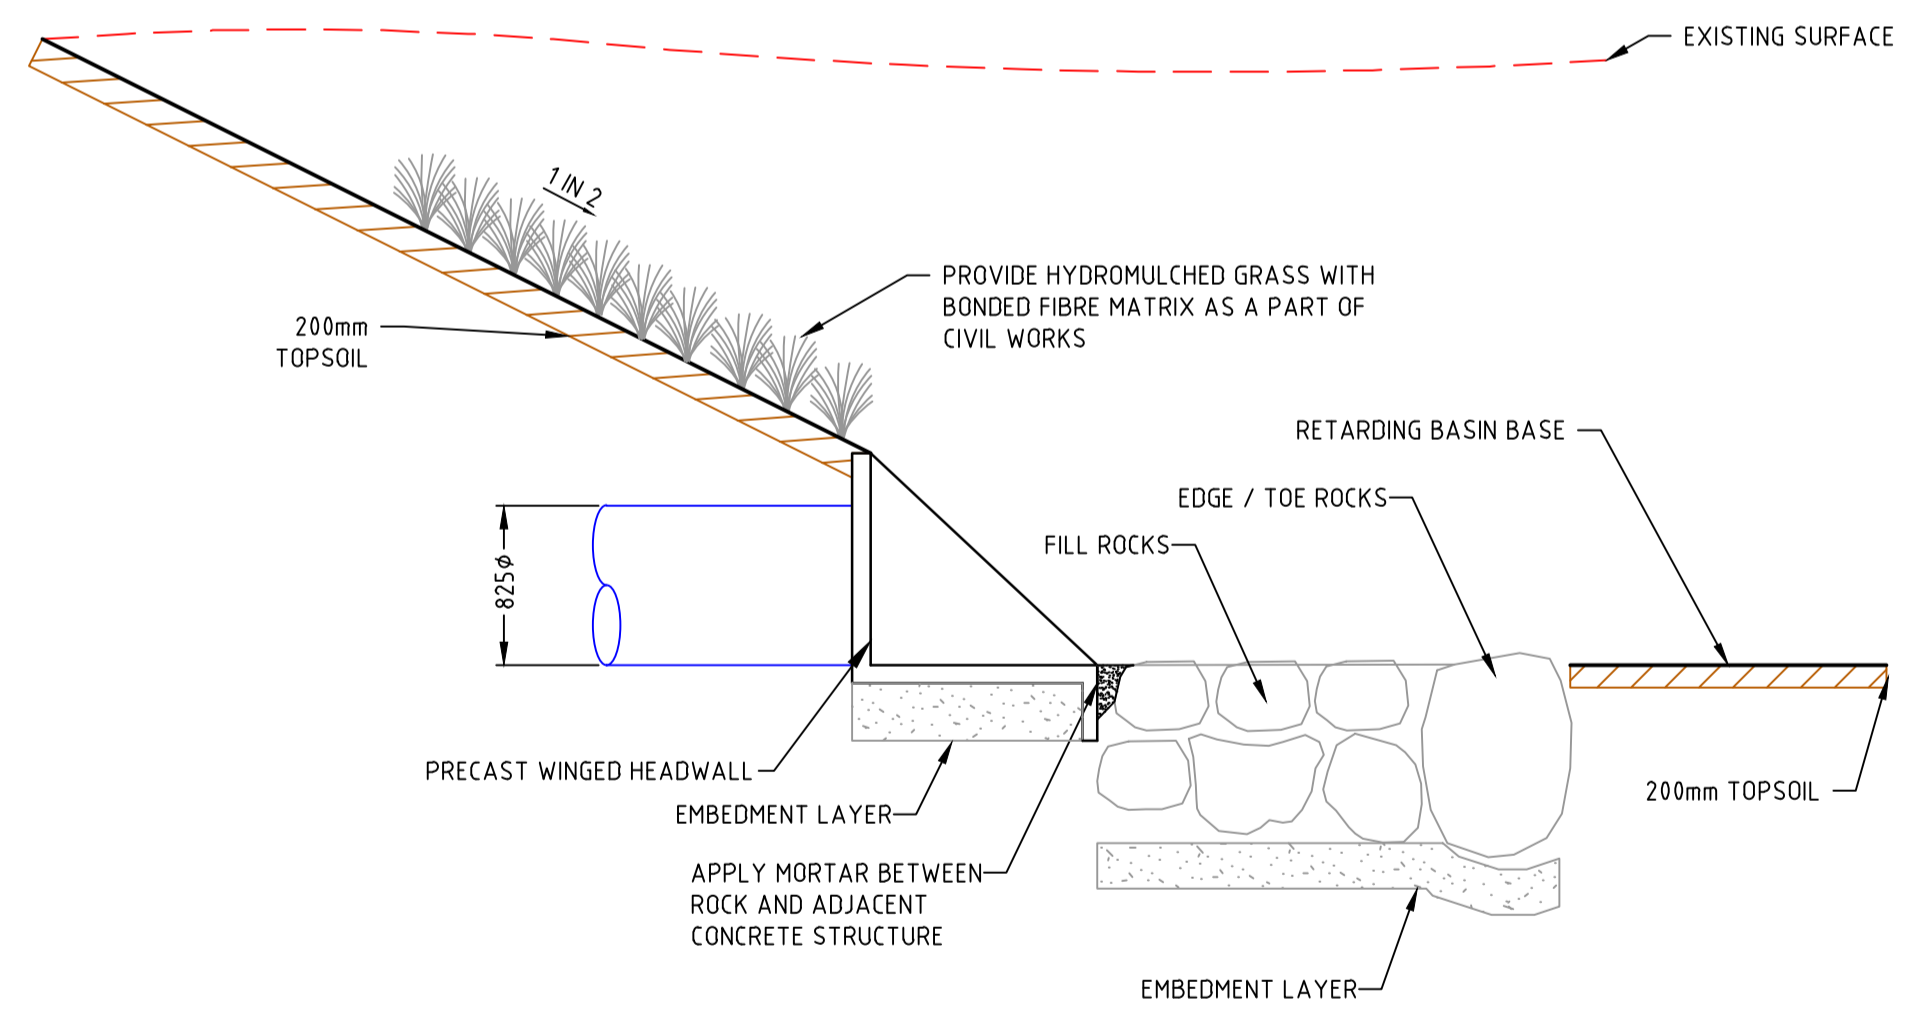 EXISTING SURFACE
1 IN 2
PROVIDE HYDROMULCHED GRASS WITH
BONDED FIBRE MATRIX AS A PART OF
CIVIL WORKS
200mm
TOPSOIL
RETARDING BASIN BASE
EDGE / TOE ROCKS
FILL ROCKS
825ø
PRECAST WINGED HEADWALL
EMBEDMENT LAYER
200mm TOPSOIL
APPLY MORTAR BETWEEN
ROCK AND ADJACENT
CONCRETE STRUCTURE
EMBEDMENT LAYER